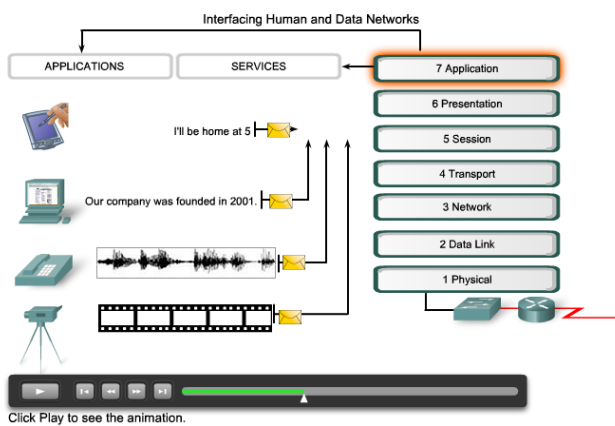 Interfacing Human and Data Networks
APPLICATIONS
SERVICES
7 Application
6 Presentation
I'll be home at 5
5 Session
4 Transport
Our company was founded in 2001.
3 Network
2 Data Link
1 Physical
Click Play to see the animation.